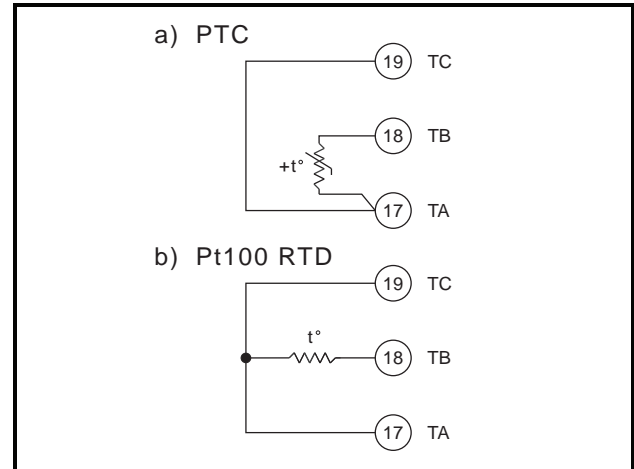 a) PTC
19 TC
18 TB
+t°
17 TA
b) Pt100 RTD
19 TC
t°
18 TB
17 TA